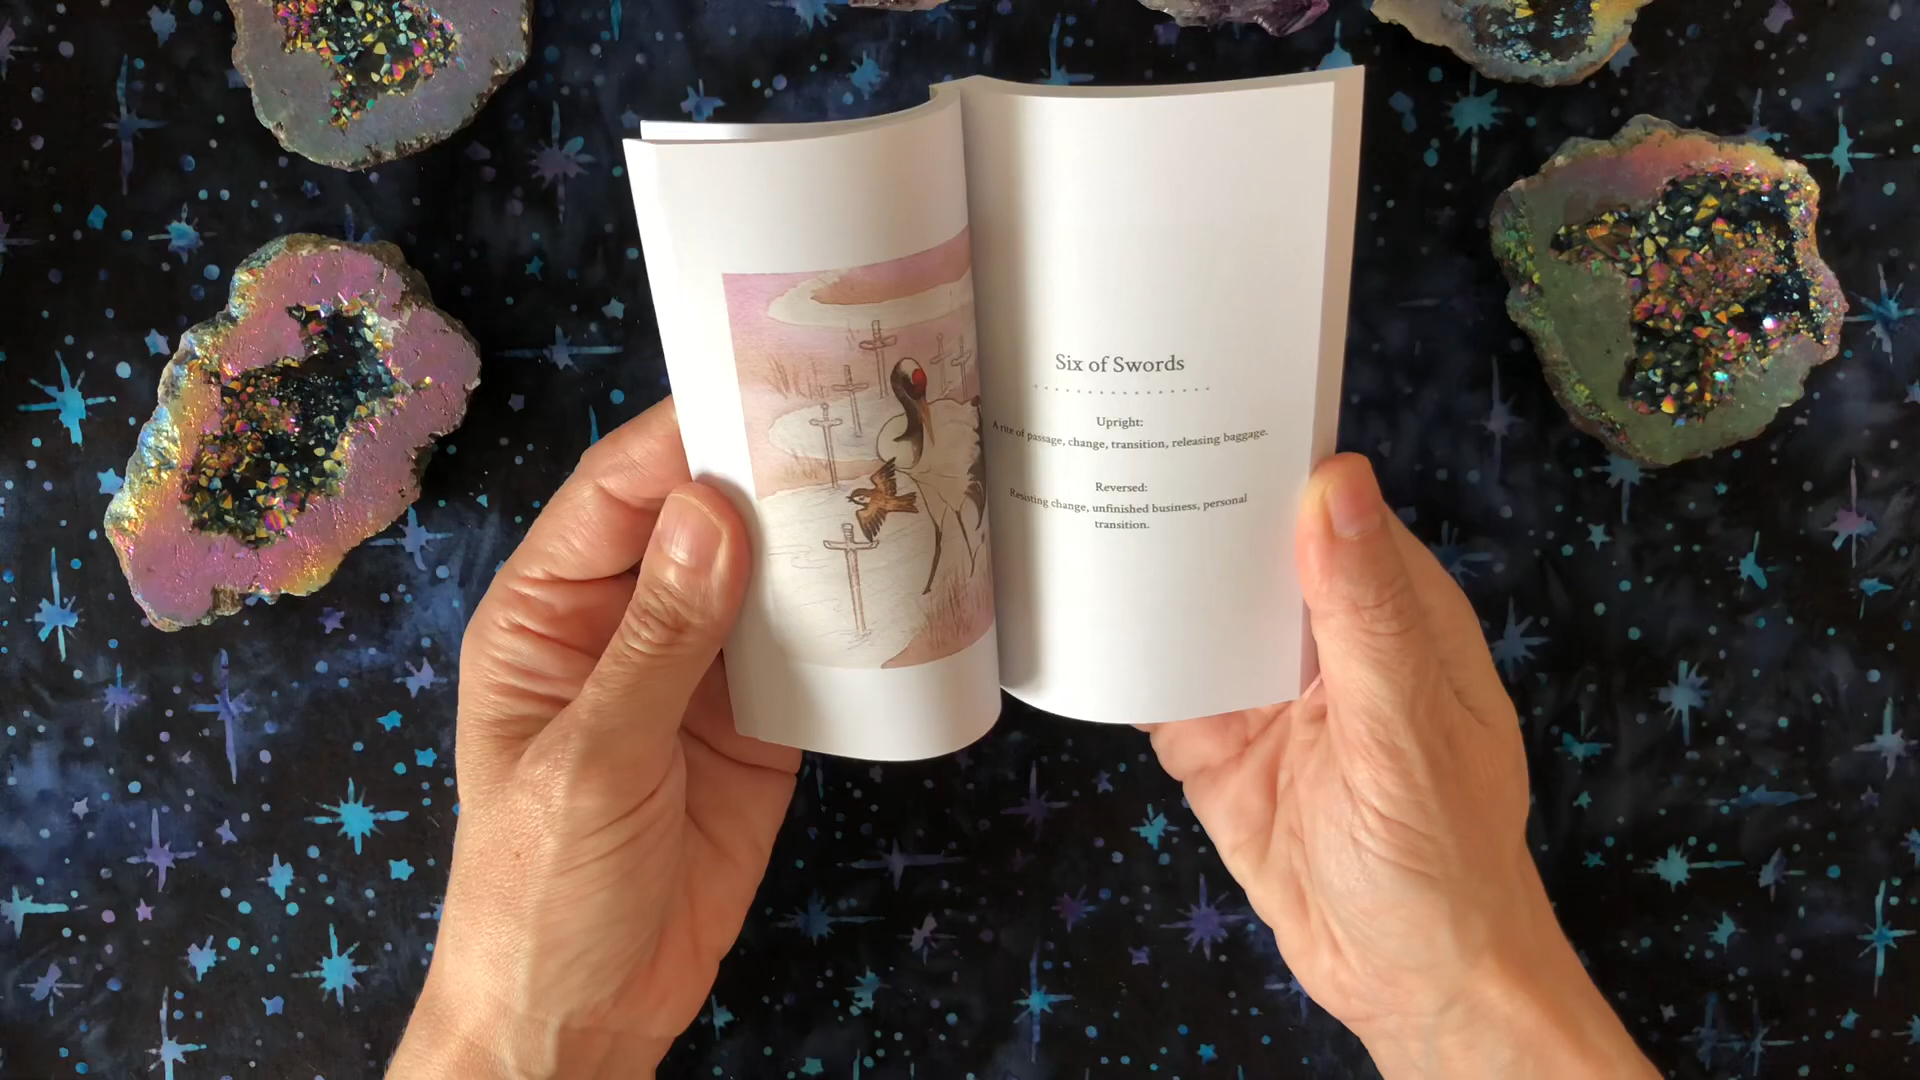 Six of Swords
Upright:
A rite of passage, change, transition, releasing baggage.
Reversed:
Resisting change, unfinished business, personal
transition.